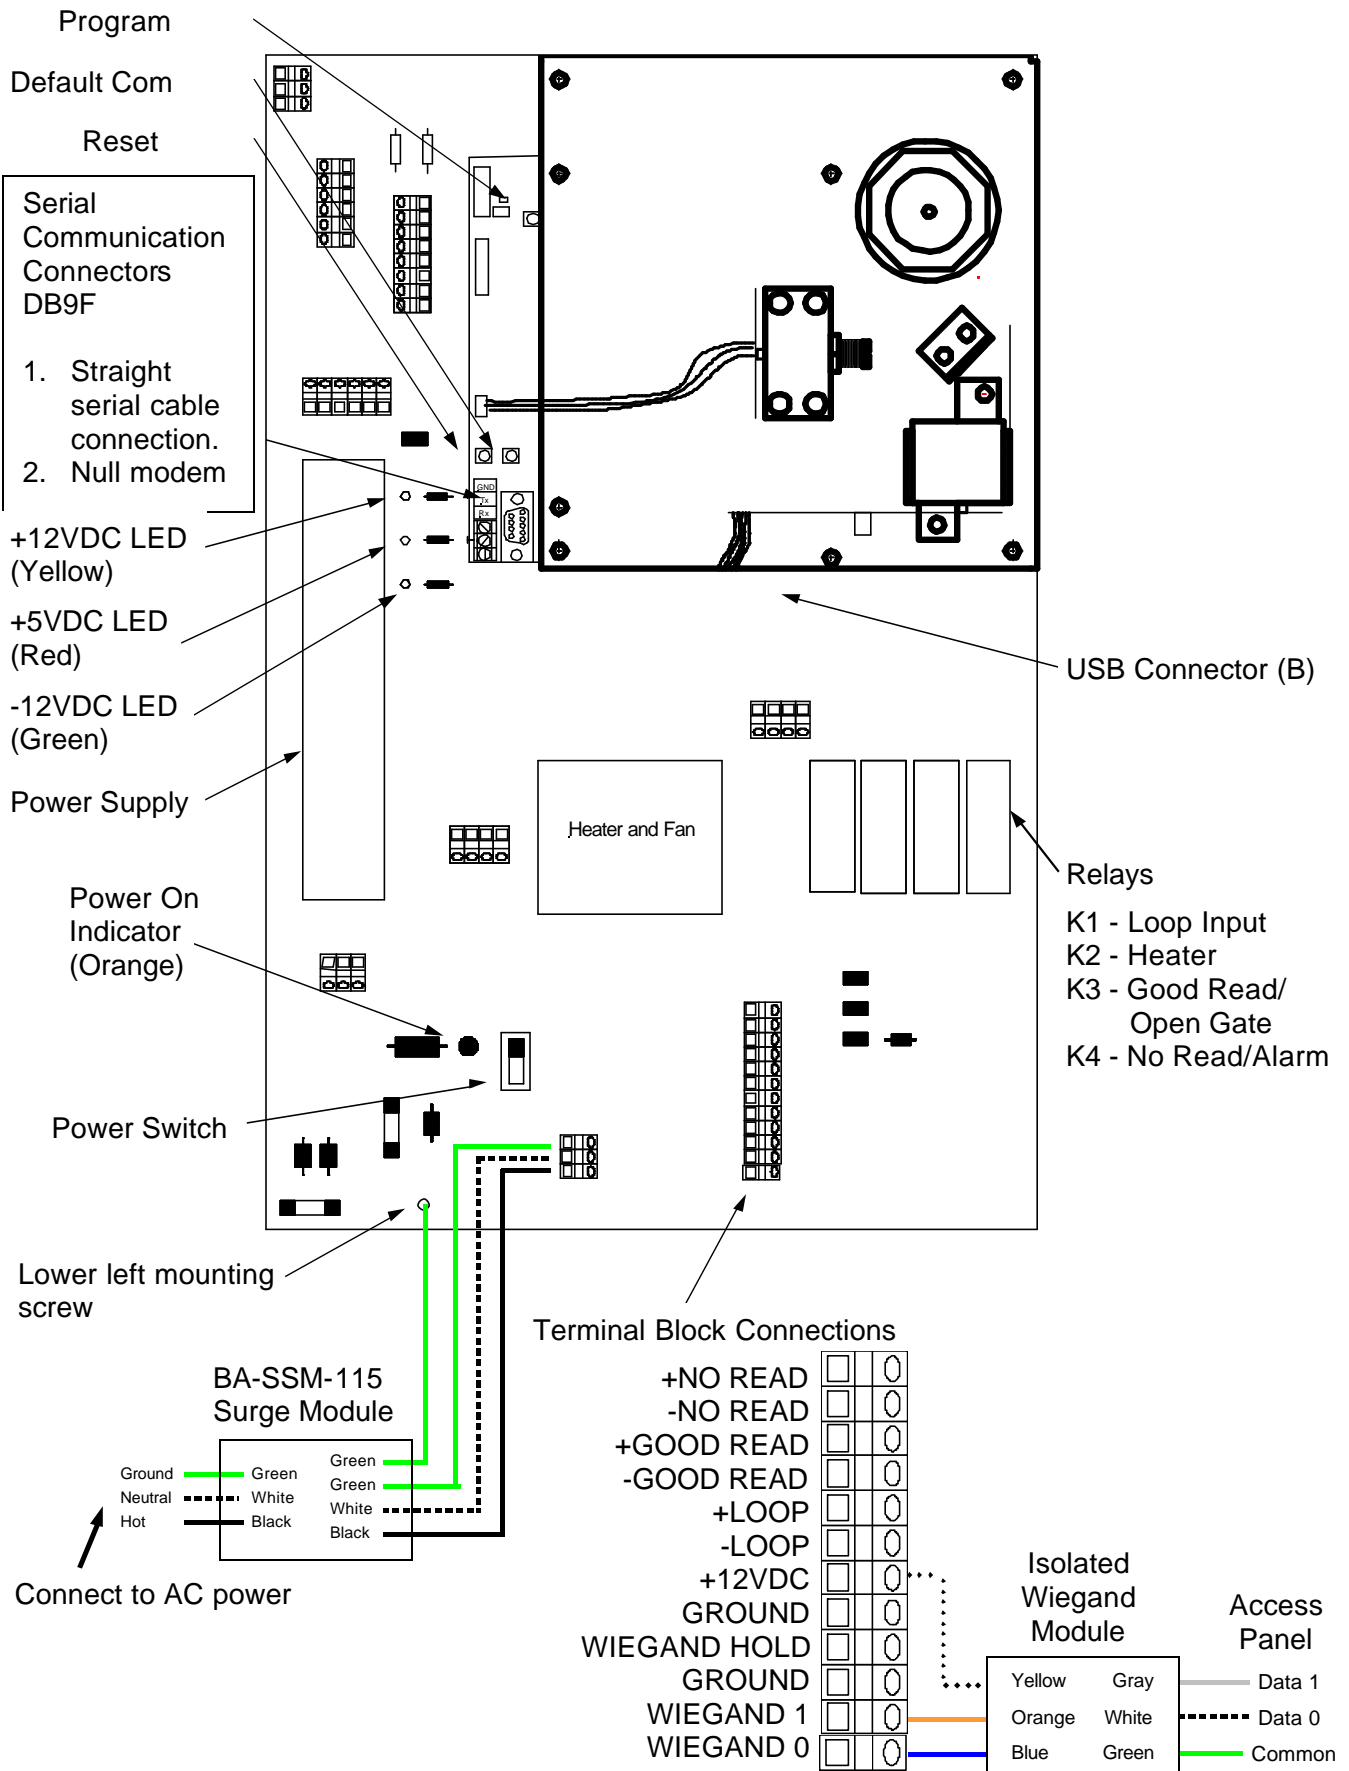 Program
Default Com
Reset
Serial
Communication
Connectors
DB9F
1. Straight
serial cable
connection.
2. Null modem
GND
Tx
Rx
+12VDC LED
(Yellow)
+5VDC LED
(Red)
-12VDC LED
(Green)
Power Supply
USB Connector (B)
Heater and Fan
Relays
K1 - Loop Input
K2 - Heater
K3 - Good Read/
Open Gate
K4 - No Read/Alarm
Power On
Indicator
(Orange)
Power Switch
Lower left mounting
screw
BA-SSM-115
Surge Module
Ground Green Green
Green
Neutral White White
Hot Black Black
Connect to AC power
Terminal Block Connections
+NO READ
-NO READ
+GOOD READ
-GOOD READ
+LOOP
-LOOP
+12VDC
GROUND
WIEGAND HOLD
GROUND
WIEGAND 1
WIEGAND 0
Isolated
Wiegand
Module
Access
Panel
Yellow Gray Data 1
Orange White Data 0
Blue Green Common